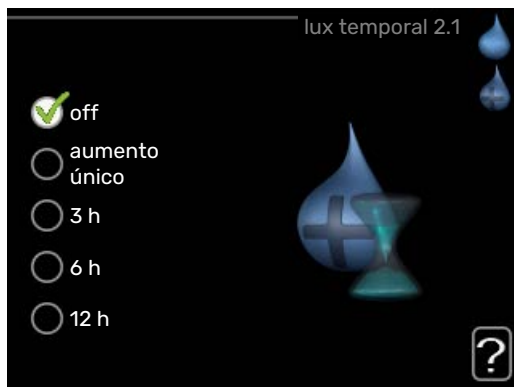 lux temporal 2.1
off
aumento
único
3 h
6 h
12 h
?